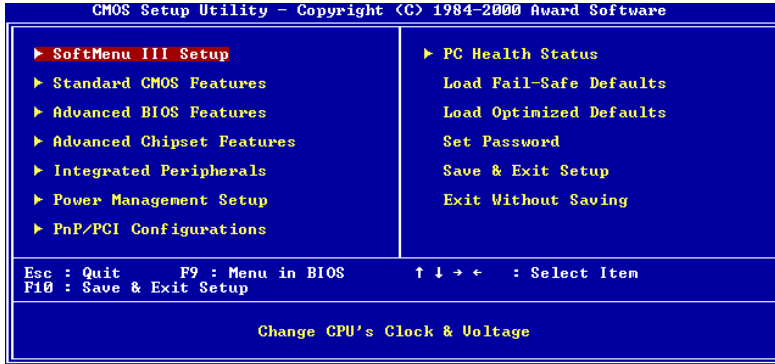 CMOS Setup Utility - Copyright (C) 1984-2000 Award Software
SoftMenu III Setup
Standard CMOS Features
Advanced BIOS Features
Advanced Chipset Features
Integrated Peripherals
Power Management Setup
PnP/PCI Configurations
PC Health Status
Load Fail-Safe Defaults
Load Optimized Defaults
Set Password
Save & Exit Setup
Exit Without Saving
Esc : Quit F9 : Menu in BIOS ↑ ↓ → ← : Select Item
F10 : Save & Exit Setup
Change CPU's Clock & Voltage